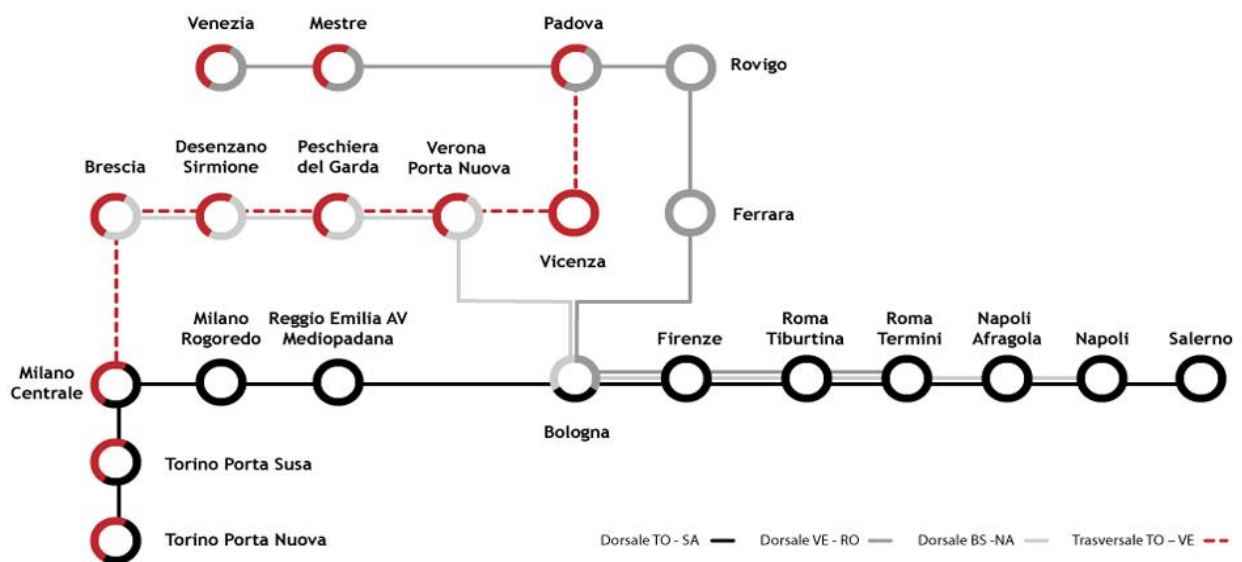 Venezia
Mestre
Padova
Rovigo
Brescia
Desenzano
Sirmione
Peschiera
del Garda
Verona
Porta Nuova
Vicenza
Ferrara
Milano
Centrale
Milano
Rogoredo
Reggio Emilia AV
Mediopadana
Bologna
Firenze
Roma
Tiburtina
Roma
Termini
Napoli
Afragola
Napoli
Salerno
Torino Porta Susa
Torino Porta Nuova
Dorsale TO - SA
Dorsale VE - RO
Dorsale BS -NA
Trasversale TO – VE